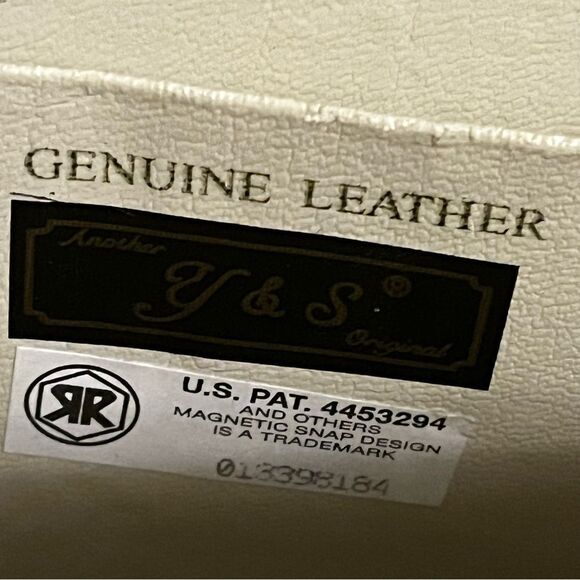 GENUINE LEATHER
Another
Y & S®
Original
RR
U.S. PAT. 4453294
AND OTHERS
MAGNETIC SNAP DESIGN
IS A TRADEMARK
013398184